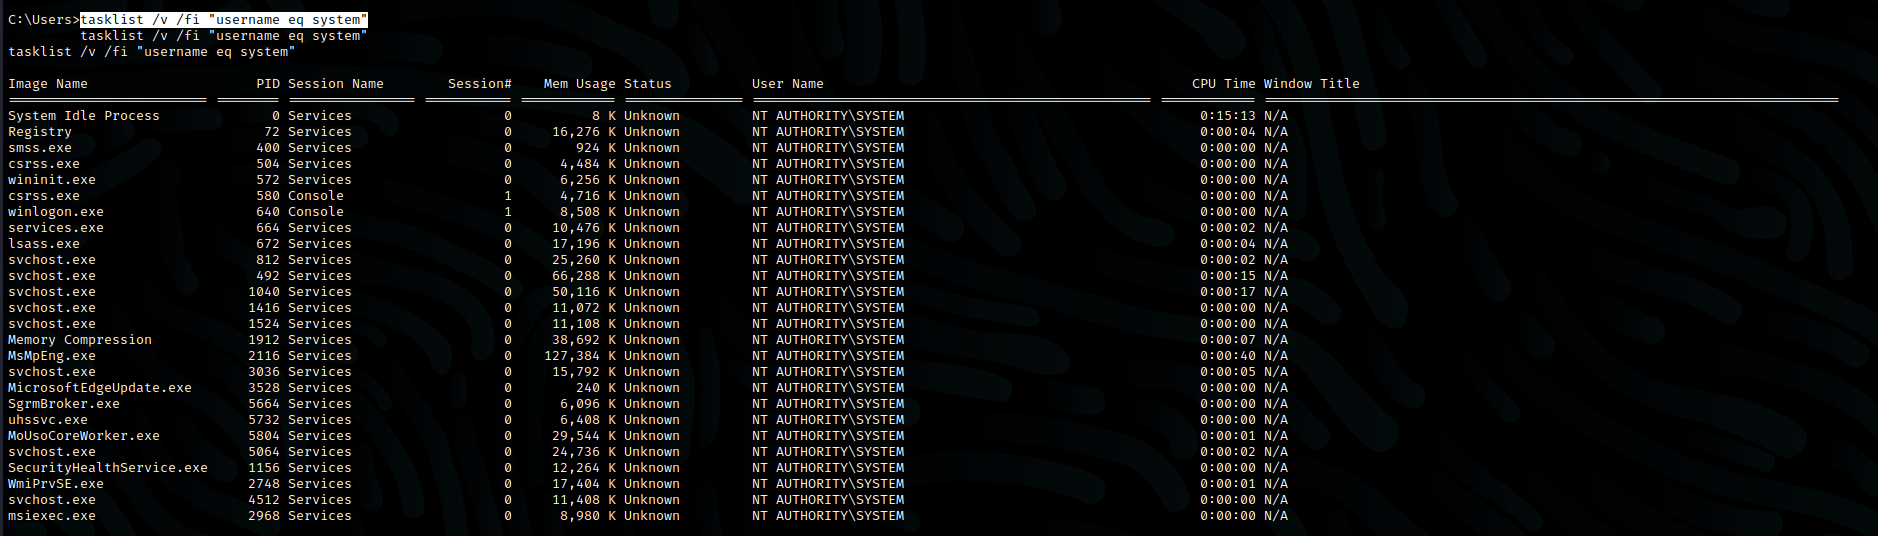 C:\Users>tasklist /v /fi "username eq system"
tasklist /v /fi "username eq system"
tasklist /v /fi "username eq system"
Image Name PID Session Name Session# Mem Usage Status User Name CPU Time Window Title
========================= ======== ================ =========== ============ =============== ================================================== ============ ========================================================================
System Idle Process 0 Services 0 8 K Unknown NT AUTHORITY\SYSTEM 0:15:13 N/A
Registry 72 Services 0 16,276 K Unknown NT AUTHORITY\SYSTEM 0:00:04 N/A
smss.exe 400 Services 0 924 K Unknown NT AUTHORITY\SYSTEM 0:00:00 N/A
csrss.exe 504 Services 0 4,484 K Unknown NT AUTHORITY\SYSTEM 0:00:00 N/A
wininit.exe 572 Services 0 6,256 K Unknown NT AUTHORITY\SYSTEM 0:00:00 N/A
csrss.exe 580 Console 1 4,716 K Unknown NT AUTHORITY\SYSTEM 0:00:00 N/A
winlogon.exe 640 Console 1 8,508 K Unknown NT AUTHORITY\SYSTEM 0:00:00 N/A
services.exe 664 Services 0 10,476 K Unknown NT AUTHORITY\SYSTEM 0:00:02 N/A
lsass.exe 672 Services 0 17,196 K Unknown NT AUTHORITY\SYSTEM 0:00:04 N/A
svchost.exe 812 Services 0 25,260 K Unknown NT AUTHORITY\SYSTEM 0:00:02 N/A
svchost.exe 492 Services 0 66,288 K Unknown NT AUTHORITY\SYSTEM 0:00:15 N/A
svchost.exe 1040 Services 0 50,116 K Unknown NT AUTHORITY\SYSTEM 0:00:17 N/A
svchost.exe 1416 Services 0 11,072 K Unknown NT AUTHORITY\SYSTEM 0:00:00 N/A
svchost.exe 1524 Services 0 11,108 K Unknown NT AUTHORITY\SYSTEM 0:00:00 N/A
Memory Compression 1912 Services 0 38,692 K Unknown NT AUTHORITY\SYSTEM 0:00:07 N/A
MsMpEng.exe 2116 Services 0 127,384 K Unknown NT AUTHORITY\SYSTEM 0:00:40 N/A
svchost.exe 3036 Services 0 15,792 K Unknown NT AUTHORITY\SYSTEM 0:00:05 N/A
MicrosoftEdgeUpdate.exe 3528 Services 0 240 K Unknown NT AUTHORITY\SYSTEM 0:00:00 N/A
SgrmBroker.exe 5664 Services 0 6,096 K Unknown NT AUTHORITY\SYSTEM 0:00:00 N/A
uhssvc.exe 5732 Services 0 6,408 K Unknown NT AUTHORITY\SYSTEM 0:00:00 N/A
MoUsoCoreWorker.exe 5804 Services 0 29,544 K Unknown NT AUTHORITY\SYSTEM 0:00:01 N/A
svchost.exe 5064 Services 0 24,736 K Unknown NT AUTHORITY\SYSTEM 0:00:02 N/A
SecurityHealthService.exe 1156 Services 0 12,264 K Unknown NT AUTHORITY\SYSTEM 0:00:00 N/A
WmiPrvSE.exe 2748 Services 0 17,404 K Unknown NT AUTHORITY\SYSTEM 0:00:01 N/A
svchost.exe 4512 Services 0 11,408 K Unknown NT AUTHORITY\SYSTEM 0:00:00 N/A
msiexec.exe 2968 Services 0 8,980 K Unknown NT AUTHORITY\SYSTEM 0:00:00 N/A